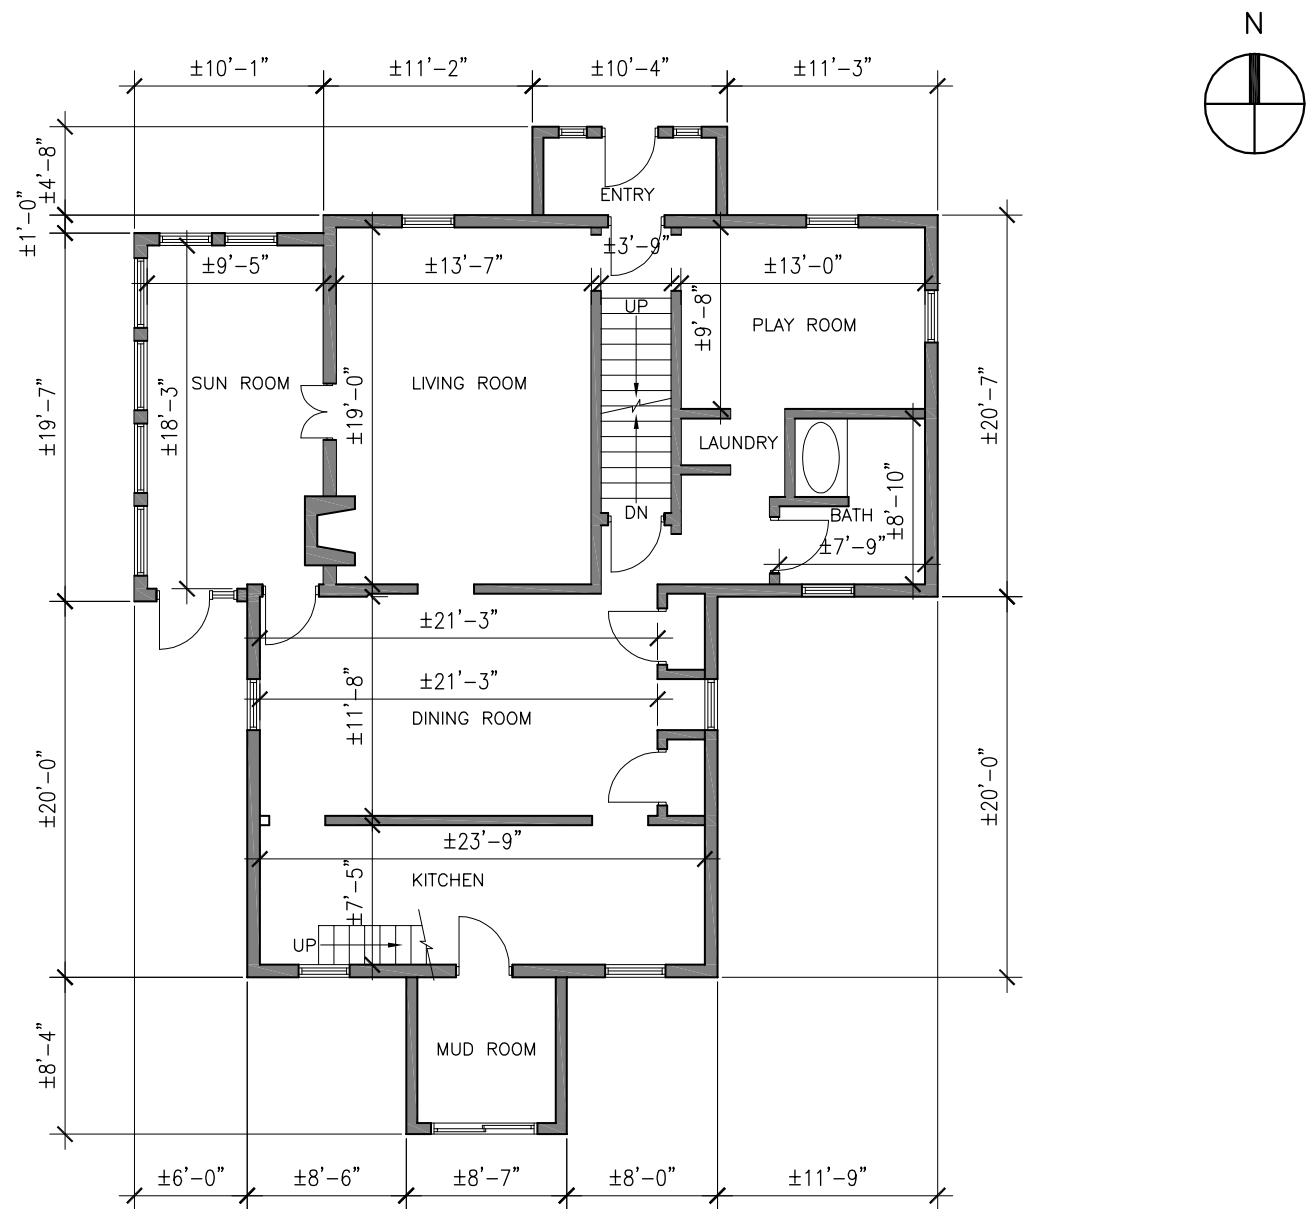 N
±10'-1"
±11'-2"
±10'-4"
±11'-3"
±4'-8"
±1'-0"
ENTRY
±3'-9"
±9'-5"
±13'-7"
±13'-0"
UP
±9'-8"
PLAY ROOM
SUN ROOM
LIVING ROOM
±19'-7"
±18'-3"
±19'-0"
±20'-7"
LAUNDRY
±8'-10"
DN
BATH
±7'-9"
±21'-3"
±21'-3"
±11'-8"
DINING ROOM
±20'-0"
±20'-0"
±23'-9"
KITCHEN
±7'-5"
UP
MUD ROOM
±8'-4"
±6'-0"
±8'-6"
±8'-7"
±8'-0"
±11'-9"